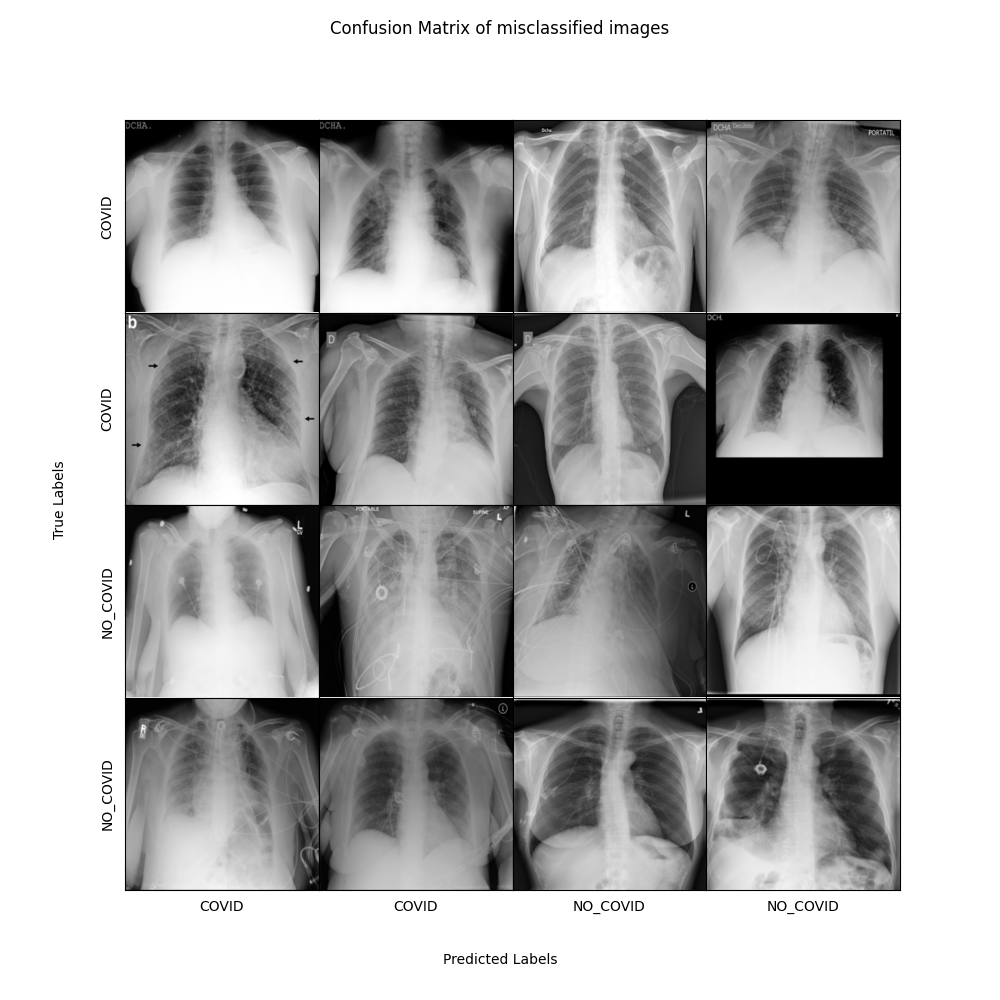 Confusion Matrix of misclassified images
True Labels
COVID
DCHA.
DCHA.
Dcha
DCHA
PORTATIL
COVID
b
D
D
DCH.
NO_COVID
L
PORTABLE
SUPINE
L
L
NO_COVID
R
COVID
COVID
NO_COVID
NO_COVID
Predicted Labels